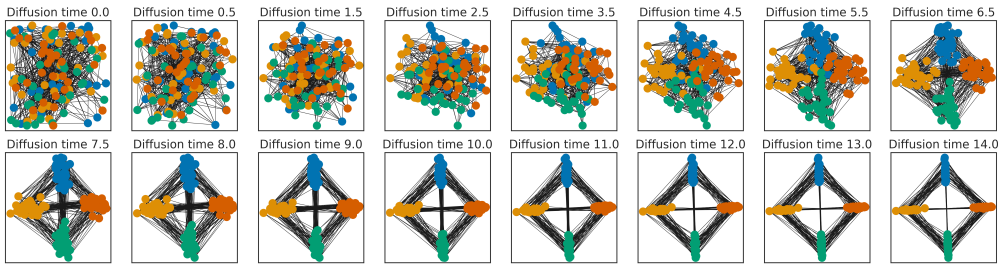 Diffusion time 0.0
Diffusion time 0.5
Diffusion time 1.5
Diffusion time 2.5
Diffusion time 3.5
Diffusion time 4.5
Diffusion time 5.5
Diffusion time 6.5
Diffusion time 7.5
Diffusion time 8.0
Diffusion time 9.0
Diffusion time 10.0
Diffusion time 11.0
Diffusion time 12.0
Diffusion time 13.0
Diffusion time 14.0